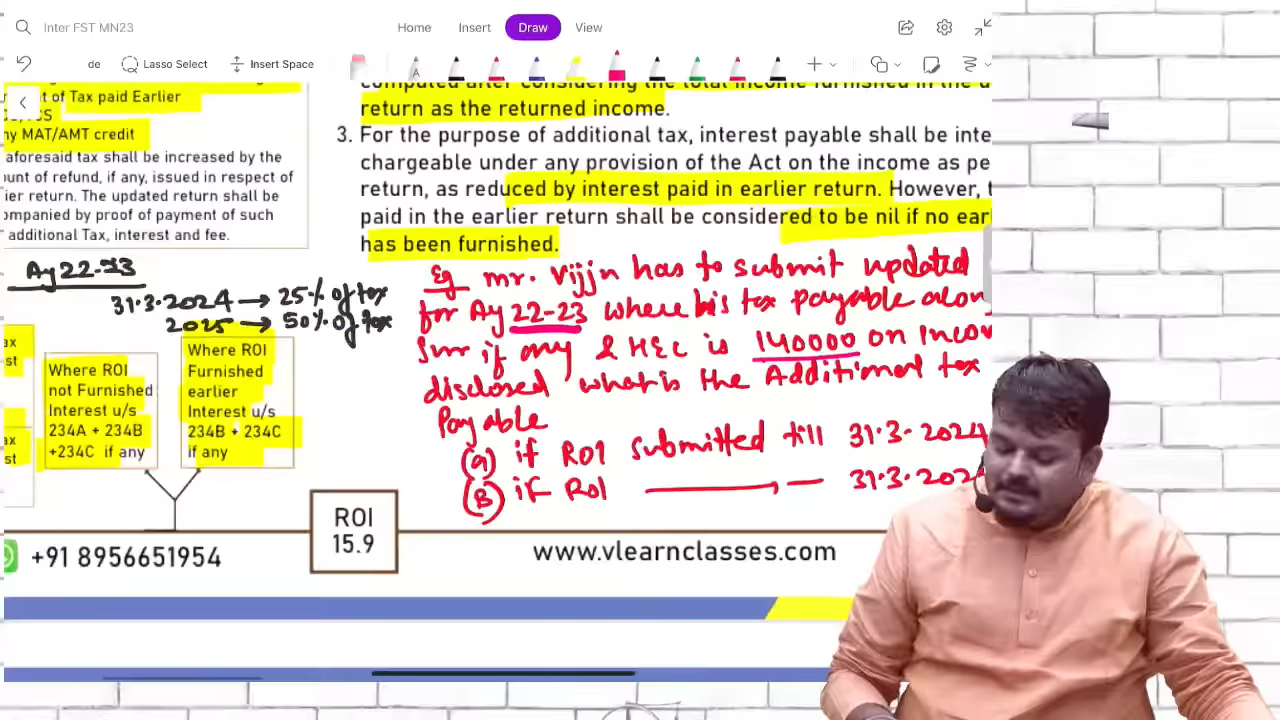 Inter FST MN23
Home Insert Draw View
de Lasso Select Insert Space
of Tax paid Earlier
ny MAT/AMT credit
aforesaid tax shall be increased by the
unt of refund, if any, issued in respect of
ier return. The updated return shall be
ompanied by proof of payment of such
additional Tax, interest and fee.
return as the returned income.
3. For the purpose of additional tax, interest payable shall be inte
chargeable under any provision of the Act on the income as pe
return, as reduced by interest paid in earlier return. However, t
paid in the earlier return shall be considered to be nil if no ear
has been furnished.
Ay 22-23
31.3.2024 → 25% of tax
2025 → 50% of tax
Eg mr. Vijjn has to submit updated
for Ay 22-23 where his tax payable alon
Surr if any & H&EC is 140000 on Incom
disclosed what is the Additional tax
Payable
(a) if ROI submitted till 31.3.2024
(B) if ROI 31.3.202
ax
st
ax
st
Where ROI
not Furnished
Interest u/s
234A + 234B
+234C if any
Where ROI
Furnished
earlier
Interest u/s
234B + 234C
if any
ROI
15.9
+91 8956651954
www.vlearnclasses.com